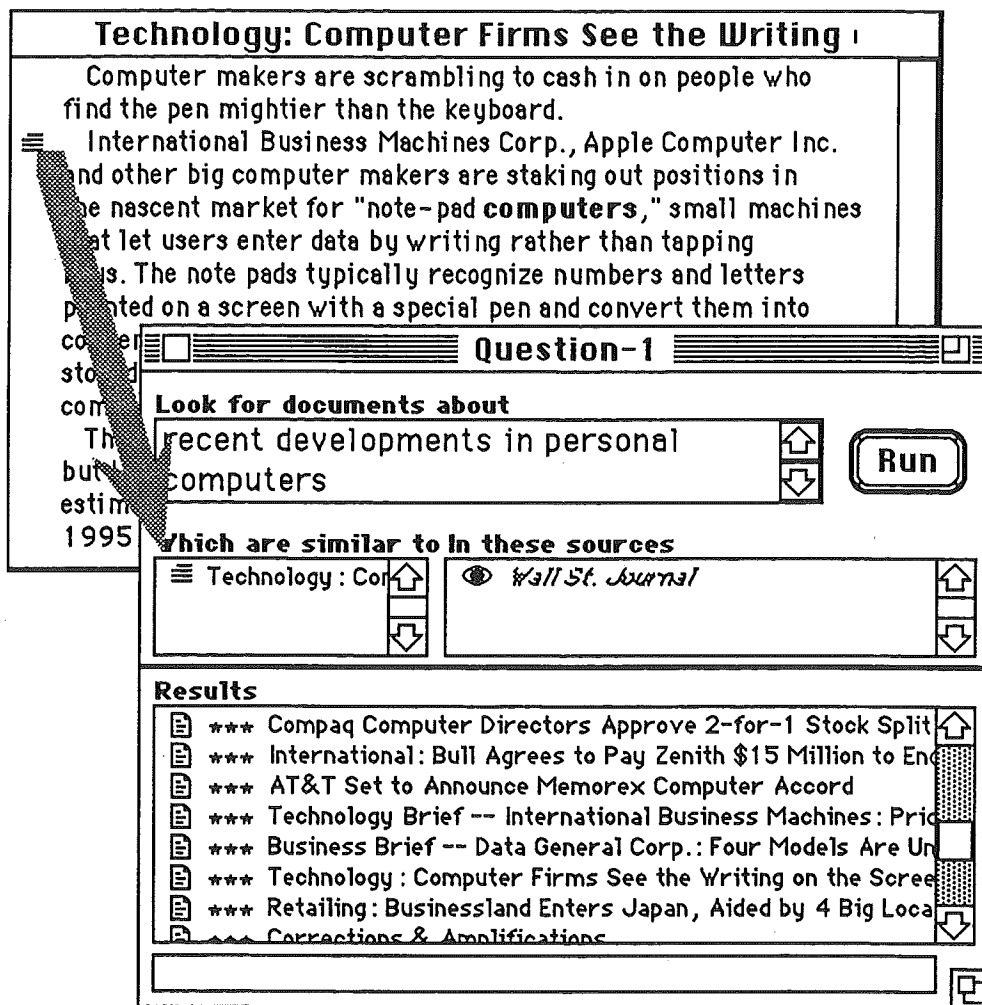 Technology: Computer Firms See the Writing
Computer makers are scrambling to cash in on people who
find the pen mightier than the keyboard.
International Business Machines Corp., Apple Computer Inc.
and other big computer makers are staking out positions in
nascent market for "note-pad computers," small machines
let users enter data by writing rather than tapping
The note pads typically recognize numbers and letters
on a screen with a special pen and convert them into
Question-1
Look for documents about
recent developments in personal
computers
Run
Which are similar to In these sources
Technology: Co
Wall St. Journal
but
estim
1995
Results
*** Compaq Computer Directors Approve 2-for-1 Stock Split
*** International: Bull Agrees to Pay Zenith $15 Million to En
*** AT&T Set to Announce Memorex Computer Accord
*** Technology Brief -- International Business Machines: Pric
*** Business Brief -- Data General Corp.: Four Models Are Un
*** Technology: Computer Firms See the Writing on the Scree
*** Retailing: Businessland Enters Japan, Aided by 4 Big Loca
Corrections & Amplifications